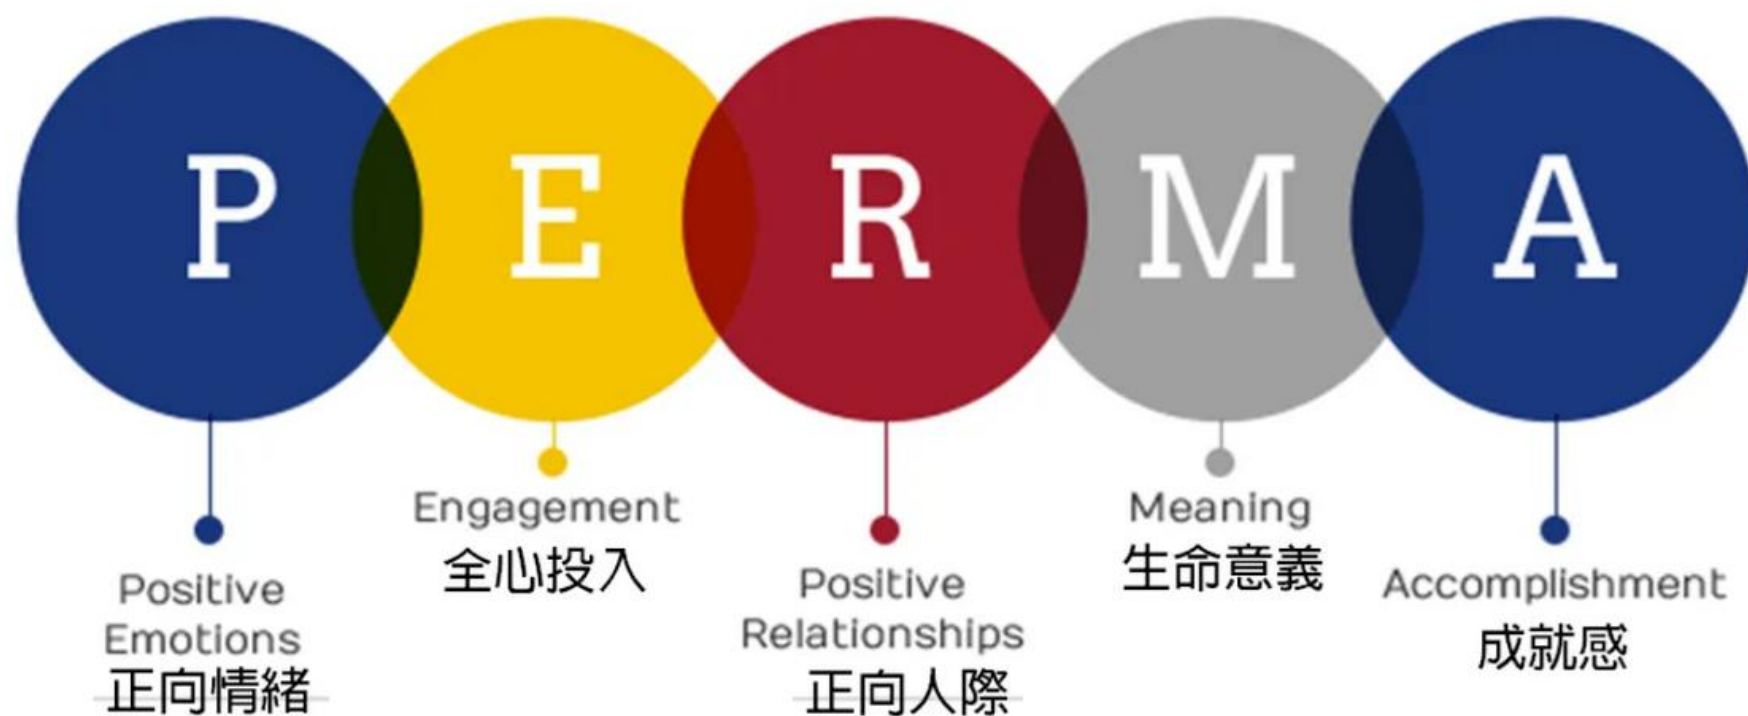 P E R M A
Positive
Emotions
正向情緒
Engagement
全心投入
Positive
Relationships
正向人際
Meaning
生命意義
Accomplishment
成就感